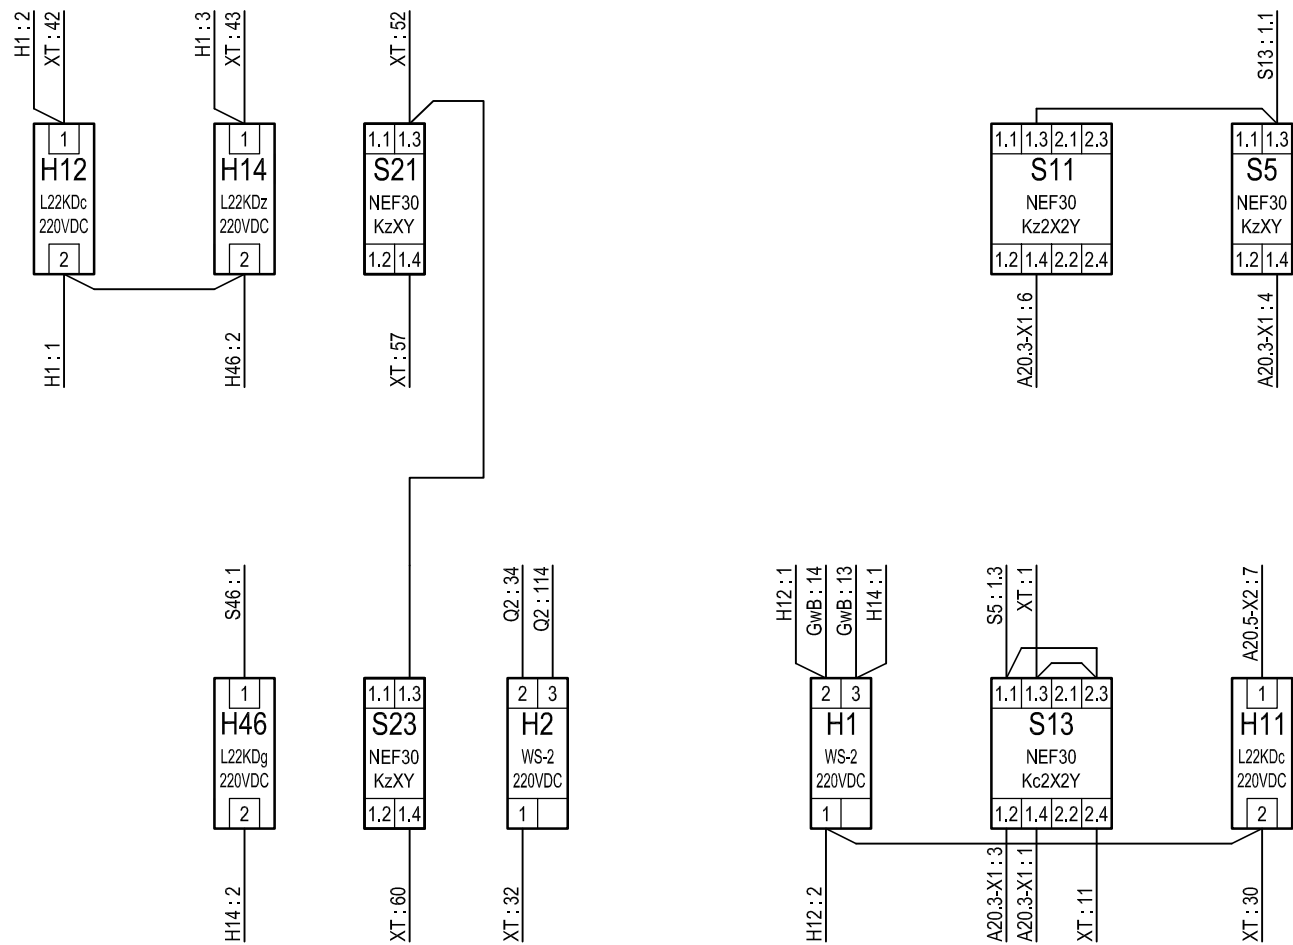 H1 : 2
XT : 42
H1 : 3
XT : 43
XT : 52
S13 : 1.1
1
H12
L22KDc
220VDC
2
1
H14
L22KDz
220VDC
2
1.1 1.3
S21
NEF30
KzXY
1.2 1.4
1.1 1.3 2.1 2.3
S11
NEF30
Kz2X2Y
1.2 1.4 2.2 2.4
1.1 1.3
S5
NEF30
KzXY
1.2 1.4
H1 : 1
H46 : 2
XT : 57
A20.3-X1 : 6
A20.3-X1 : 4
S46 : 1
Q2 : 34
Q2 : 114
H12 : 1
GwB : 14
GwB : 13
H14 : 1
S5 : 1.3
XT : 1
A20.5-X2 : 7
1
H46
L22KDg
220VDC
2
1.1 1.3
S23
NEF30
KzXY
1.2 1.4
2 3
H2
WS-2
220VDC
1
2 3
H1
WS-2
220VDC
1
1.1 1.3 2.1 2.3
S13
NEF30
Kc2X2Y
1.2 1.4 2.2 2.4
1
H11
L22KDc
220VDC
2
H14 : 2
XT : 60
XT : 32
H12 : 2
A20.3-X1 : 3
A20.3-X1 : 1
XT : 11
XT : 30